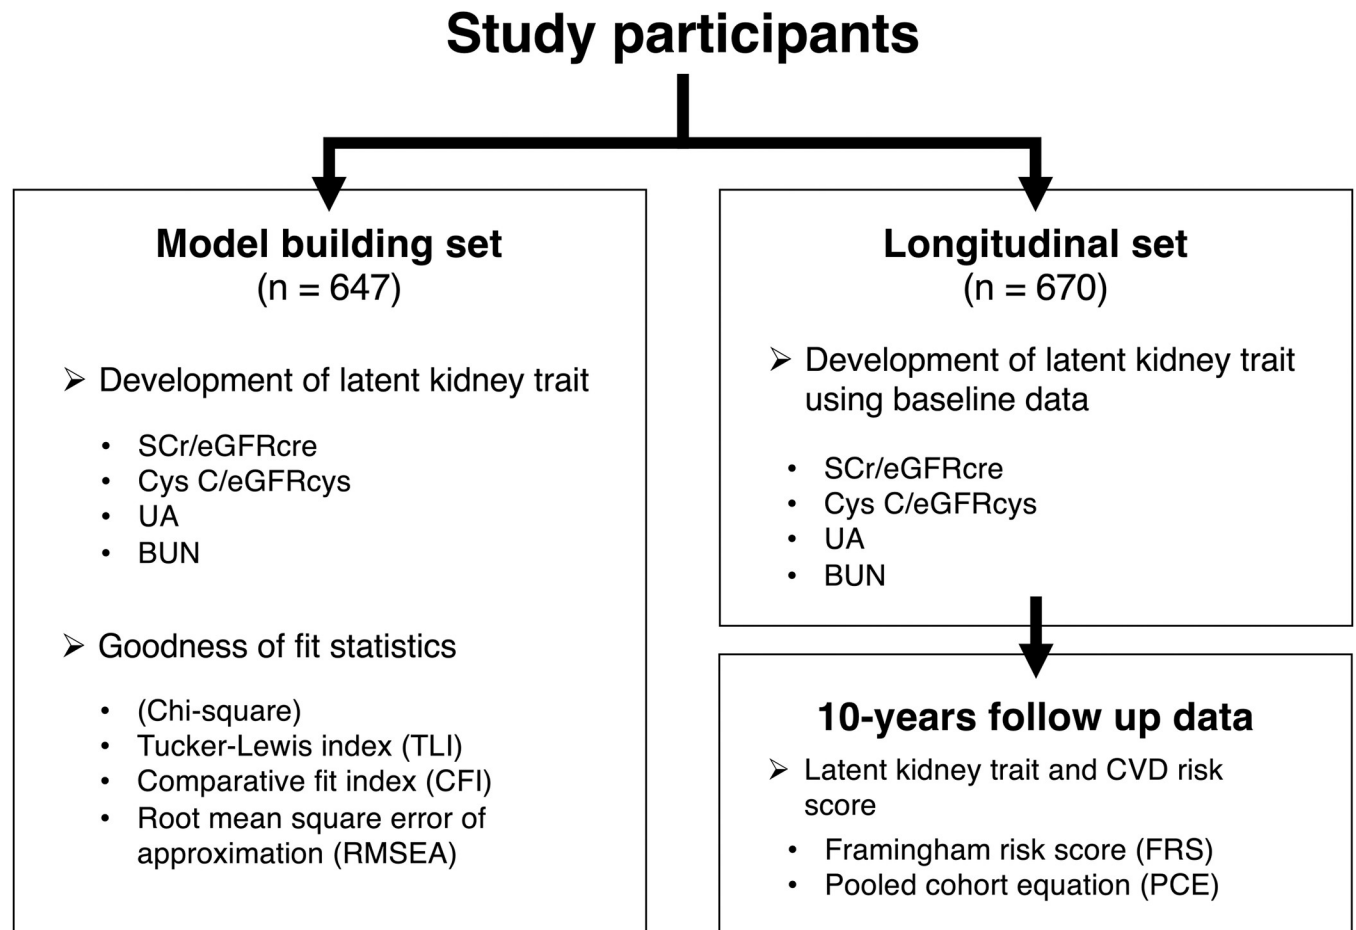 Study participants
Model building set
(n = 647)
➢ Development of latent kidney trait
• SCr/eGFRcre
• Cys C/eGFRcys
• UA
• BUN
➢ Goodness of fit statistics
• (Chi-square)
• Tucker-Lewis index (TLI)
• Comparative fit index (CFI)
• Root mean square error of
approximation (RMSEA)
Longitudinal set
(n = 670)
➢ Development of latent kidney trait
using baseline data
• SCr/eGFRcre
• Cys C/eGFRcys
• UA
• BUN
10-years follow up data
➢ Latent kidney trait and CVD risk
score
• Framingham risk score (FRS)
• Pooled cohort equation (PCE)